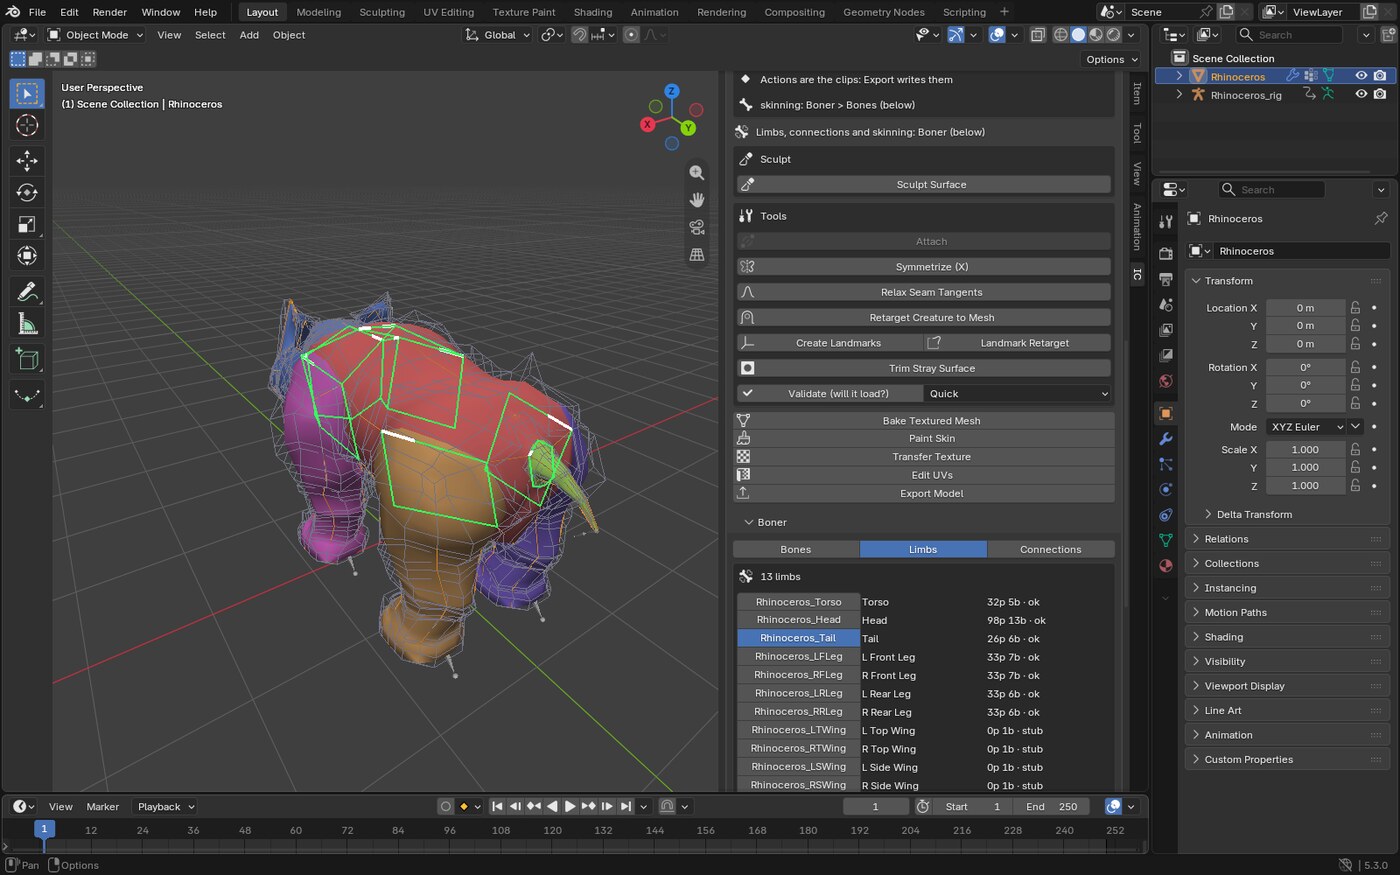 File Edit Render Window Help Layout Modeling Sculpting UV Editing Texture Paint Shading Animation Rendering Compositing Geometry Nodes Scripting + Scene ViewLayer
Object Mode View Select Add Object Global Search
Options
User Perspective
(1) Scene Collection | Rhinoceros
Z
X
Y
Actions are the clips: Export writes them
skinning: Boner > Bones (below)
Limbs, connections and skinning: Boner (below)
Sculpt
Sculpt Surface
Tools
Attach
Symmetrize (X)
Relax Seam Tangents
Retarget Creature to Mesh
Create Landmarks Landmark Retarget
Trim Stray Surface
Validate (will it load?) Quick
Bake Textured Mesh
Paint Skin
Transfer Texture
Edit UVs
Export Model
Boner
Bones Limbs Connections
13 limbs
Rhinoceros_Torso Torso 32p 5b · ok
Rhinoceros_Head Head 98p 13b · ok
Rhinoceros_Tail Tail 26p 6b · ok
Rhinoceros_LFLeg L Front Leg 33p 7b · ok
Rhinoceros_RFLeg R Front Leg 33p 7b · ok
Rhinoceros_LRLeg L Rear Leg 33p 6b · ok
Rhinoceros_RRLeg R Rear Leg 33p 6b · ok
Rhinoceros_LTWing L Top Wing 0p 1b · stub
Rhinoceros_RTWing R Top Wing 0p 1b · stub
Rhinoceros_LSWing L Side Wing 0p 1b · stub
Rhinoceros_RSWing R Side Wing 0p 1b · stub
Item
Tool
View
Animation
IC
Scene Collection
Rhinoceros
Rhinoceros_rig
Search
Rhinoceros
Rhinoceros
Transform
Location X 0 m
Y 0 m
Z 0 m
Rotation X 0°
Y 0°
Z 0°
Mode XYZ Euler
Scale X 1.000
Y 1.000
Z 1.000
Delta Transform
Relations
Collections
Instancing
Motion Paths
Shading
Visibility
Viewport Display
Line Art
Animation
Custom Properties
View Marker Playback 1 Start 1 End 250
1 12 24 36 48 60 72 84 96 108 120 132 144 156 168 180 192 204 216 228 240 252
Pan Options 5.3.0